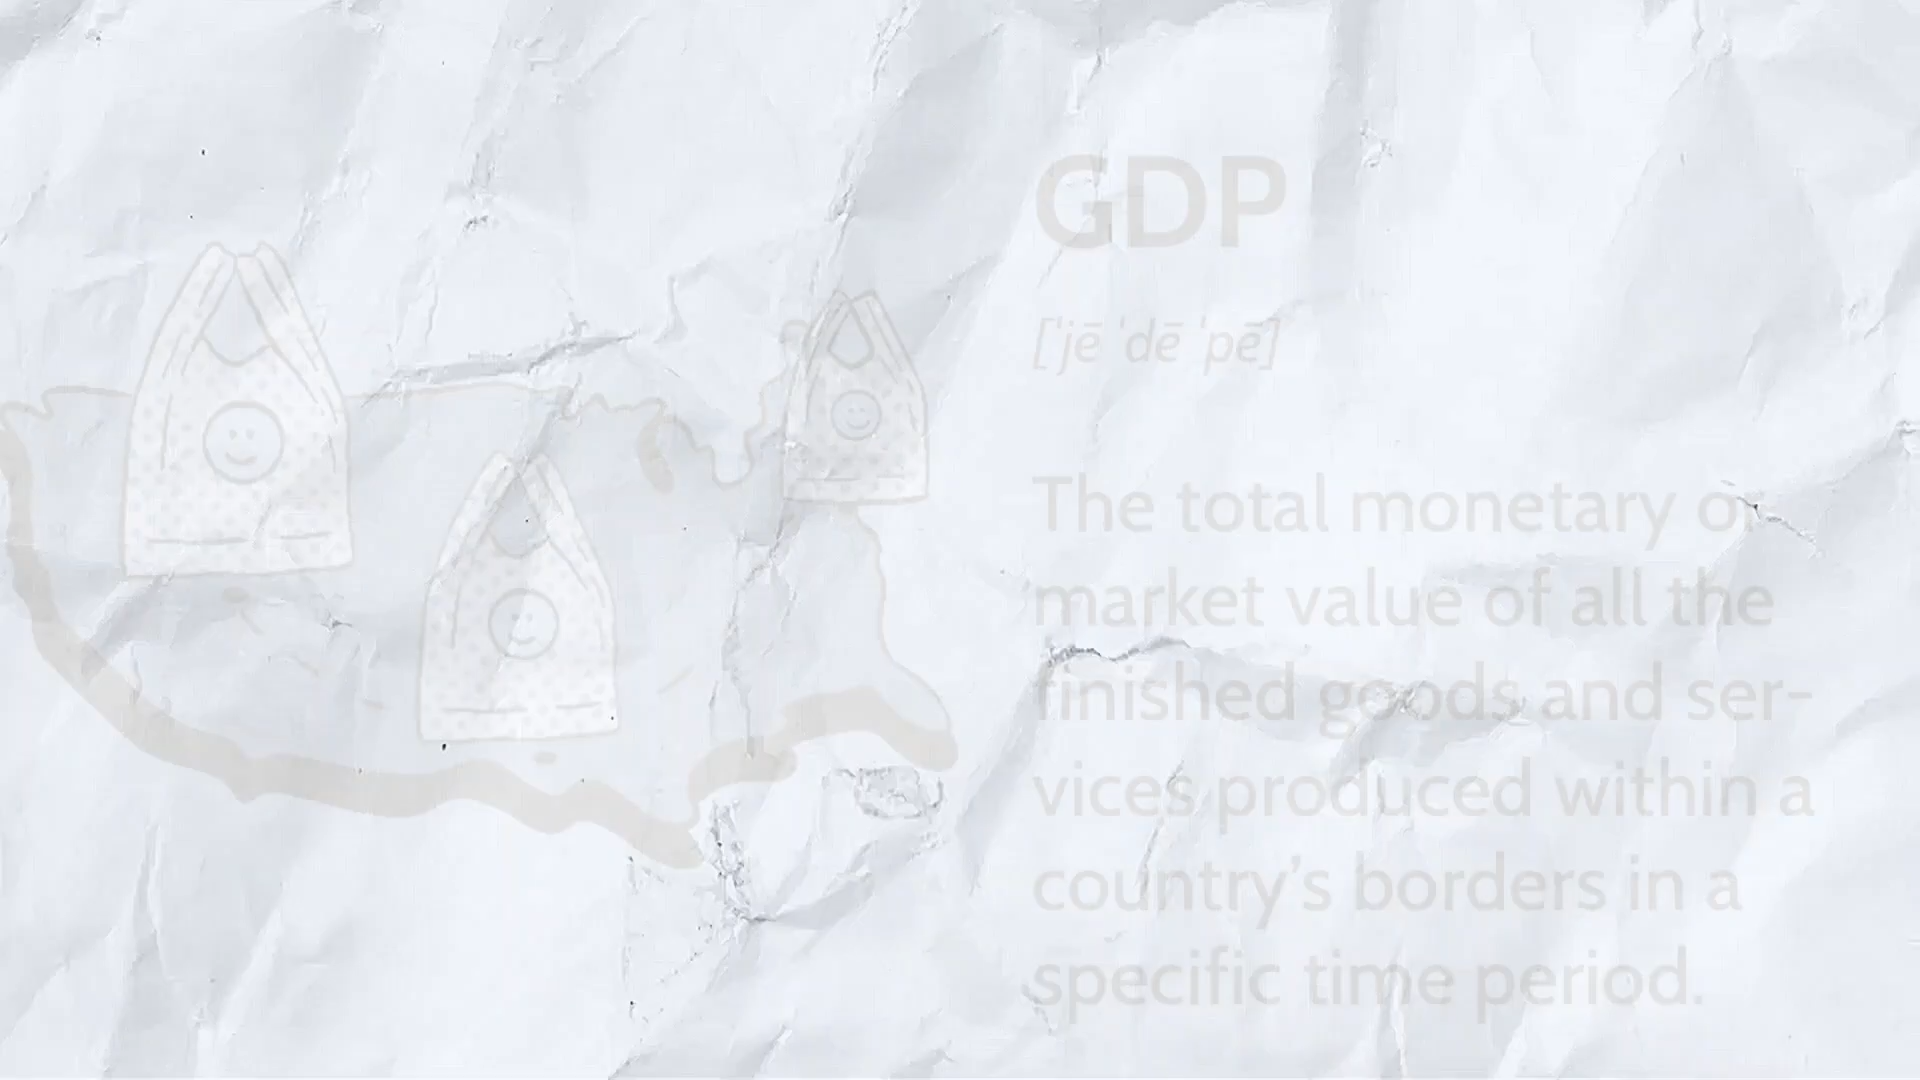 GDP
[ˈjē ˈdē ˈpē]
The total monetary or
market value of all the
finished goods and ser-
vices produced within a
country’s borders in a
specific time period.